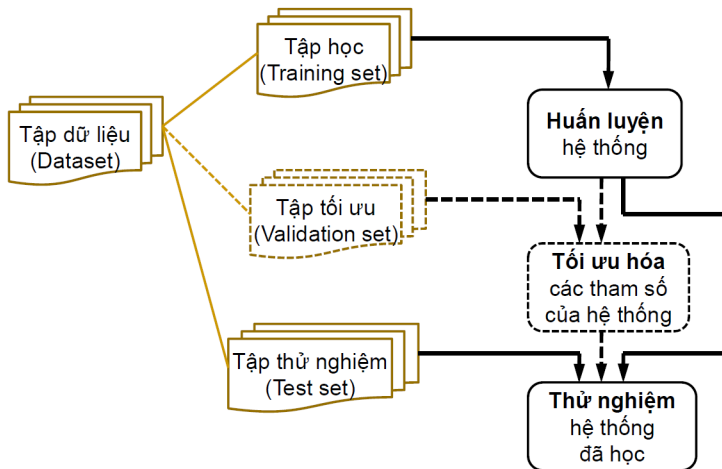 Tập học
(Training set)
Tập dữ liệu
(Dataset)
Huấn luyện
hệ thống
Tập tối ưu
(Validation set)
Tối ưu hóa
các tham số
của hệ thống
Tập thử nghiệm
(Test set)
Thử nghiệm
hệ thống
đã học